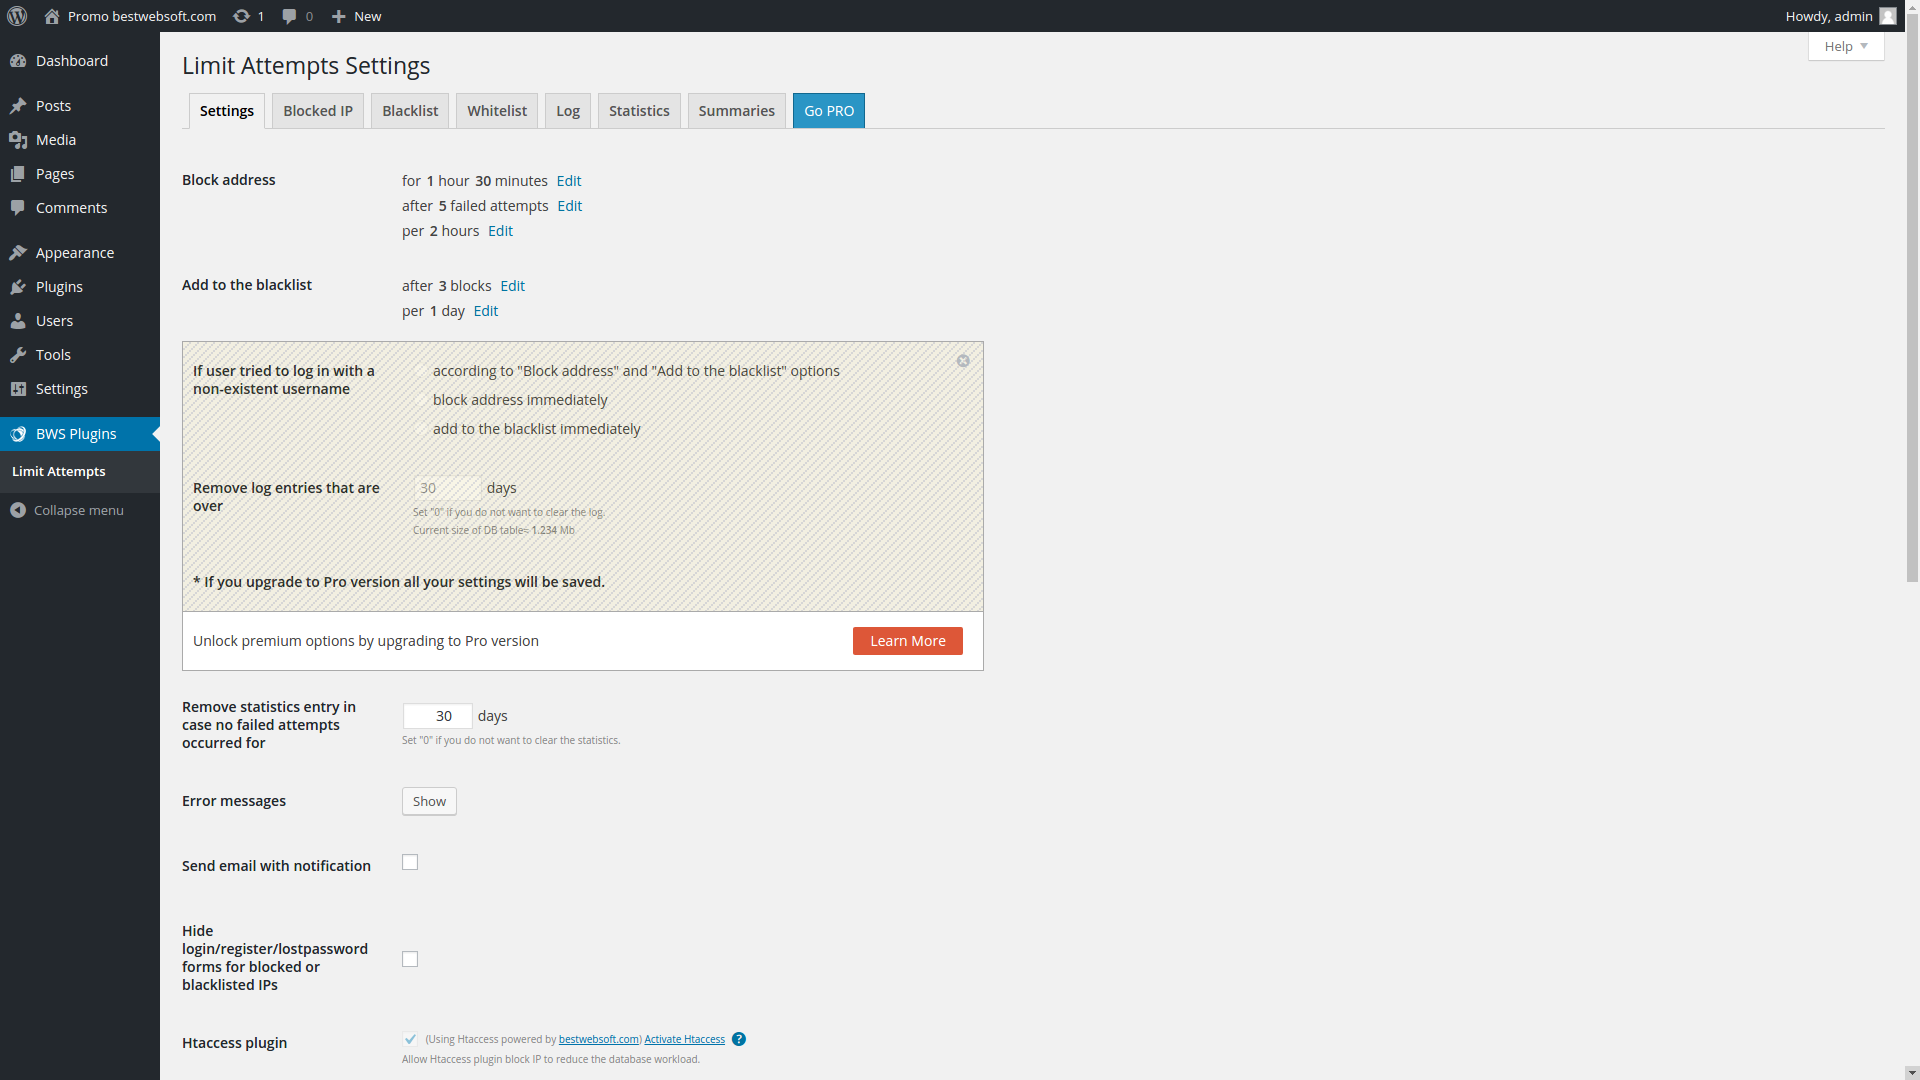 Promo bestwebsoft.com 1 0 New Howdy, admin
Help
Dashboard
Posts
Media
Pages
Comments
Appearance
Plugins
Users
Tools
Settings
BWS Plugins
Limit Attempts
Collapse menu
Limit Attempts Settings
Settings Blocked IP Blacklist Whitelist Log Statistics Summaries Go PRO
Block address
for 1 hour 30 minutes Edit
after 5 failed attempts Edit
per 2 hours Edit
Add to the blacklist
after 3 blocks Edit
per 1 day Edit
If user tried to log in with a
non-existent username
according to "Block address" and "Add to the blacklist" options
block address immediately
add to the blacklist immediately
Remove log entries that are
over
30 days
Set "0" if you do not want to clear the log.
Current size of DB table≈ 1.234 Mb
* If you upgrade to Pro version all your settings will be saved.
Unlock premium options by upgrading to Pro version Learn More
Remove statistics entry in
case no failed attempts
occurred for
30 days
Set "0" if you do not want to clear the statistics.
Error messages Show
Send email with notification
Hide
login/register/lostpassword
forms for blocked or
blacklisted IPs
Htaccess plugin
(Using Htaccess powered by bestwebsoft.com) Activate Htaccess ?
Allow Htaccess plugin block IP to reduce the database workload.